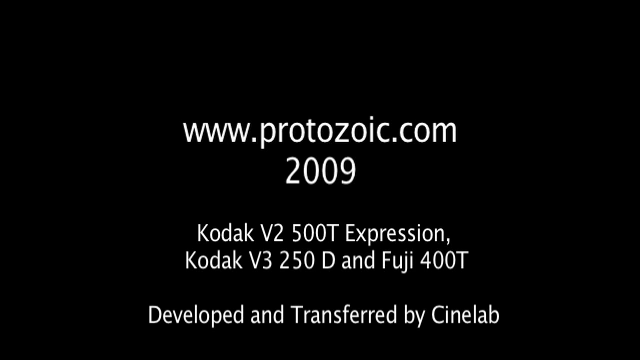 www.protozoic.com
2009
Kodak V2 500T Expression,
Kodak V3 250 D and Fuji 400T
Developed and Transferred by Cinelab